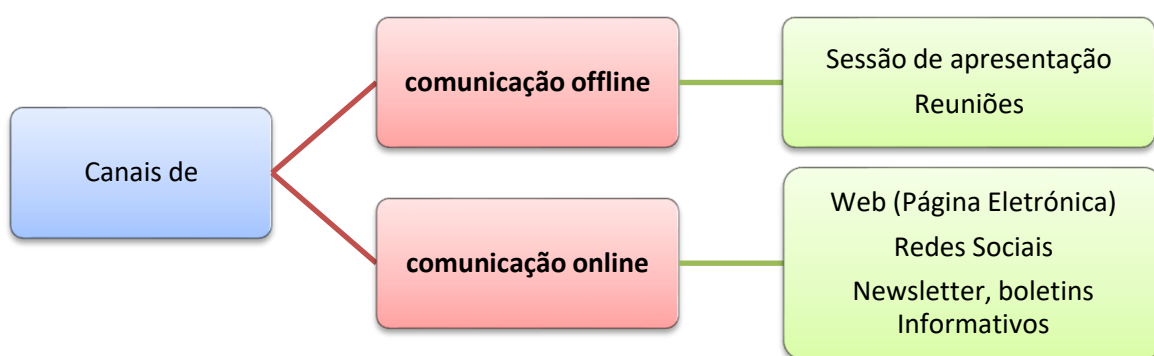 Canais de
comunicação offline
Sessão de apresentação
Reuniões
comunicação online
Web (Página Eletrónica)
Redes Sociais
Newsletter, boletins
Informativos